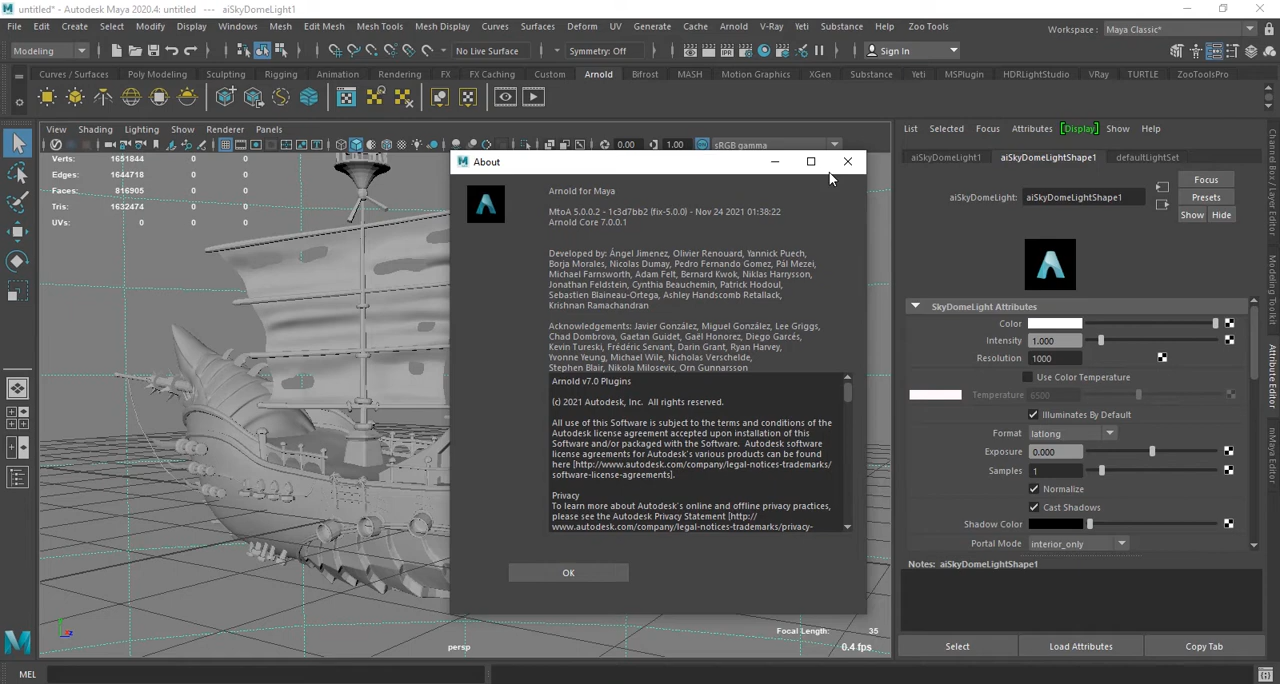 untitled* - Autodesk Maya 2020.4: untitled --- aiSkyDomeLight1
File Edit Create Select Modify Display Windows Mesh Edit Mesh Mesh Tools Mesh Display Curves Surfaces Deform UV Generate Cache Arnold V-Ray Yeti Substance Help Zoo Tools
Workspace: Maya Classic*
Modeling No Live Surface Symmetry: Off Sign In
Curves / Surfaces Poly Modeling Sculpting Rigging Animation Rendering FX FX Caching Custom Arnold Bifrost MASH Motion Graphics XGen Substance Yeti MSPlugin HDRLightStudio VRay TURTLE ZooToolsPro
View Shading Lighting Show Renderer Panels
0.00 1.00 sRGB gamma
Verts: 1651844 0 0
Edges: 1644718 0 0
Faces: 816905 0 0
Tris: 1632474 0 0
UVs: 0 0
Focal Length: 35
persp
0.4 fps
About
Arnold for Maya
MtoA 5.0.0.2 - 1c3d7bb2 (fix-5.0.0) - Nov 24 2021 01:38:22
Arnold Core 7.0.0.1
Developed by: Ángel Jimenez, Olivier Renouard, Yannick Puech,
Borja Morales, Nicolas Dumay, Pedro Fernando Gomez, Pál Mezei,
Michael Farnsworth, Adam Felt, Bernard Kwok, Niklas Harrysson,
Jonathan Feldstein, Cynthia Beauchemin, Patrick Hodoul,
Sebastien Blaineau-Ortega, Ashley Handscomb Retallack,
Krishnan Ramachandran
Acknowledgements: Javier González, Miguel González, Lee Griggs,
Chad Dombrova, Gaetan Guidet, Gaël Honorez, Diego Garcés,
Kevin Tureski, Frédéric Servant, Darin Grant, Ryan Harvey,
Yvonne Yeung, Michael Wile, Nicholas Verschelde,
Stephen Blair, Nikola Milosevic, Orn Gunnarsson
Arnold v7.0 Plugins
(c) 2021 Autodesk, Inc. All rights reserved.
All use of this Software is subject to the terms and conditions of the
Autodesk license agreement accepted upon installation of this
Software and/or packaged with the Software. Autodesk software
license agreements for Autodesk's various products can be found
here [http://www.autodesk.com/company/legal-notices-trademarks/
software-license-agreements].
Privacy
To learn more about Autodesk's online and offline privacy practices,
please see the Autodesk Privacy Statement [http://
www.autodesk.com/company/legal-notices-trademarks/privacy-
OK
List Selected Focus Attributes [Display] Show Help
aiSkyDomeLight1 aiSkyDomeLightShape1 defaultLightSet
aiSkyDomeLight: aiSkyDomeLightShape1
Focus
Presets
Show Hide
SkyDomeLight Attributes
Color
Intensity 1.000
Resolution 1000
Use Color Temperature
Temperature 6500
Illuminates By Default
Format latlong
Exposure 0.000
Samples 1
Normalize
Cast Shadows
Shadow Color
Portal Mode interior_only
Notes: aiSkyDomeLightShape1
Select Load Attributes Copy Tab
Channel Box / Layer Editor
Modeling Toolkit
Attribute Editor
mMaya Editor
MEL